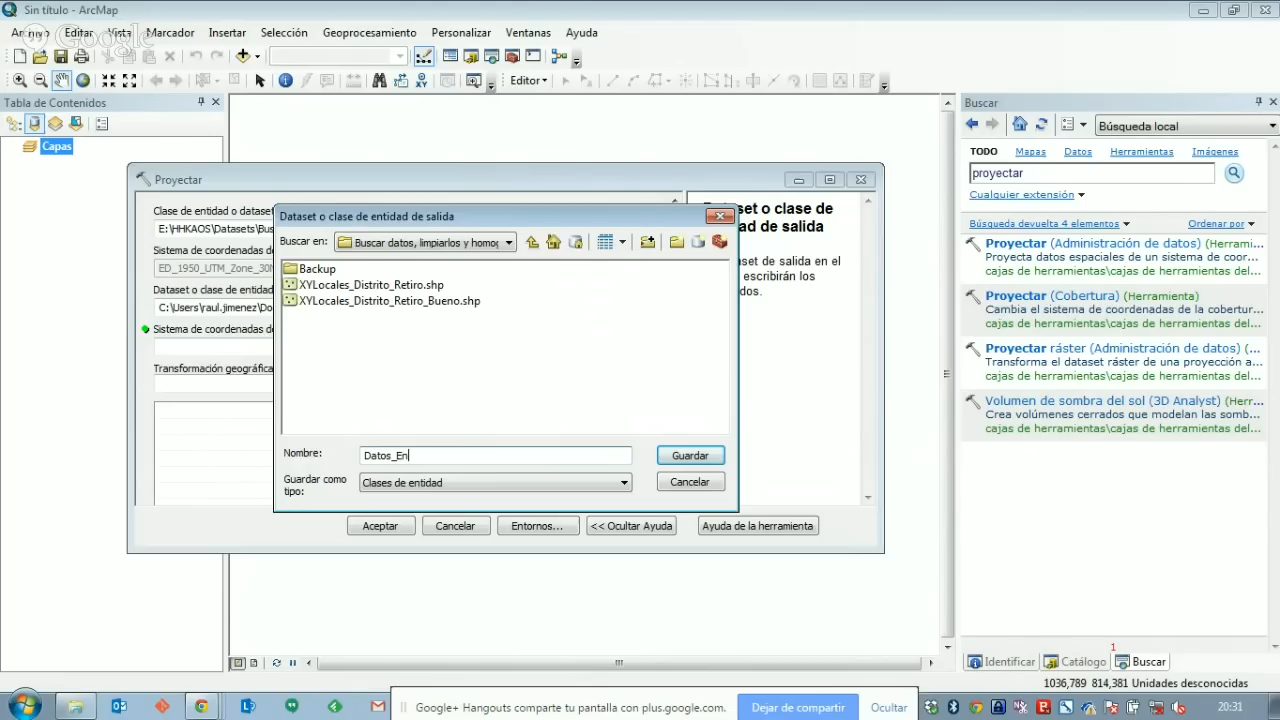 Sin título - ArcMap
Archivo Editar Vista Marcador Insertar Selección Geoprocesamiento Personalizar Ventanas Ayuda
Google
Editor
Tabla de Contenidos
Capas
Proyectar
Clase de entidad o dataset
E:\HHKAOS\Datasets\Bus
Sistema de coordenadas de
ED_1950_UTM_Zone_30N
Dataset o clase de entidad
C:\Users\raul.jimenez\Do
Sistema de coordenadas de
Transformación geográfica
Dataset o clase de entidad de salida
Buscar en:
Buscar datos, limpiarlos y homog
Backup
XYLocales_Distrito_Retiro.shp
XYLocales_Distrito_Retiro_Bueno.shp
Nombre:
Datos_En
Guardar
Guardar como tipo:
Clases de entidad
Cancelar
set o clase de
ad de salida
set de salida en el
escribirán los
dos.
Aceptar
Cancelar
Entornos...
<< Ocultar Ayuda
Ayuda de la herramienta
Buscar
Búsqueda local
TODO Mapas Datos Herramientas Imágenes
proyectar
Cualquier extensión
Búsqueda devuelta 4 elementos
Ordenar por
Proyectar (Administración de datos) (Herrami...
Proyecta datos espaciales de un sistema de coor...
cajas de herramientas\cajas de herramientas del...
Proyectar (Cobertura) (Herramienta)
Cambia el sistema de coordenadas de la cobertur...
cajas de herramientas\cajas de herramientas del...
Proyectar ráster (Administración de datos) (...
Transforma el dataset ráster de una proyección a...
cajas de herramientas\cajas de herramientas del...
Volumen de sombra del sol (3D Analyst) (Herr...
Crea volúmenes cerrados que modelan las somb...
cajas de herramientas\cajas de herramientas del...
1
Identificar
Catálogo
Buscar
1036,789 814,381 Unidades desconocidas
Google+ Hangouts comparte tu pantalla con plus.google.com.
Dejar de compartir
Ocultar
20:31